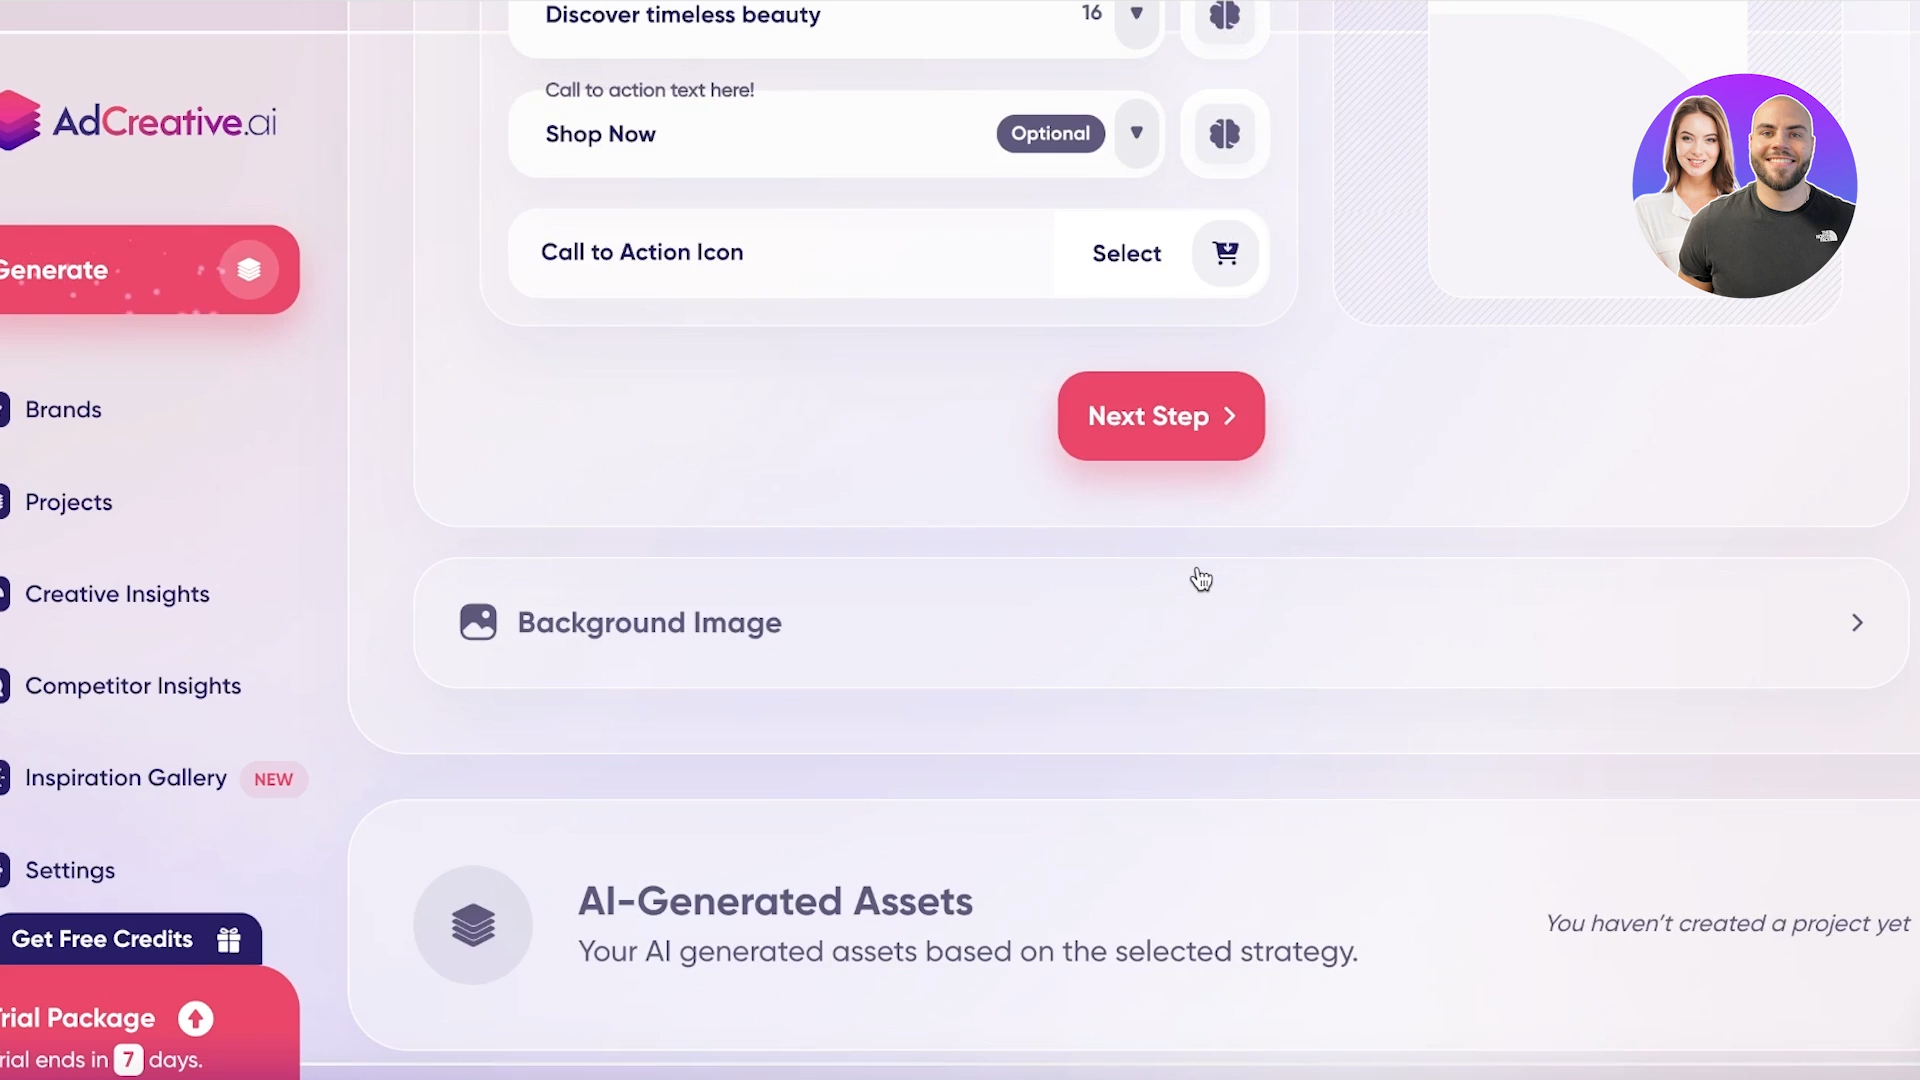 Discover timeless beauty 16
Call to action text here!
Shop Now Optional
Call to Action Icon Select
Next Step
Background Image
AI-Generated Assets
Your AI generated assets based on the selected strategy.
You haven't created a project yet
AdCreative.ai
Generate
Brands
Projects
Creative Insights
Competitor Insights
Inspiration Gallery NEW
Settings
Get Free Credits
Trial Package
rial ends in 7 days.